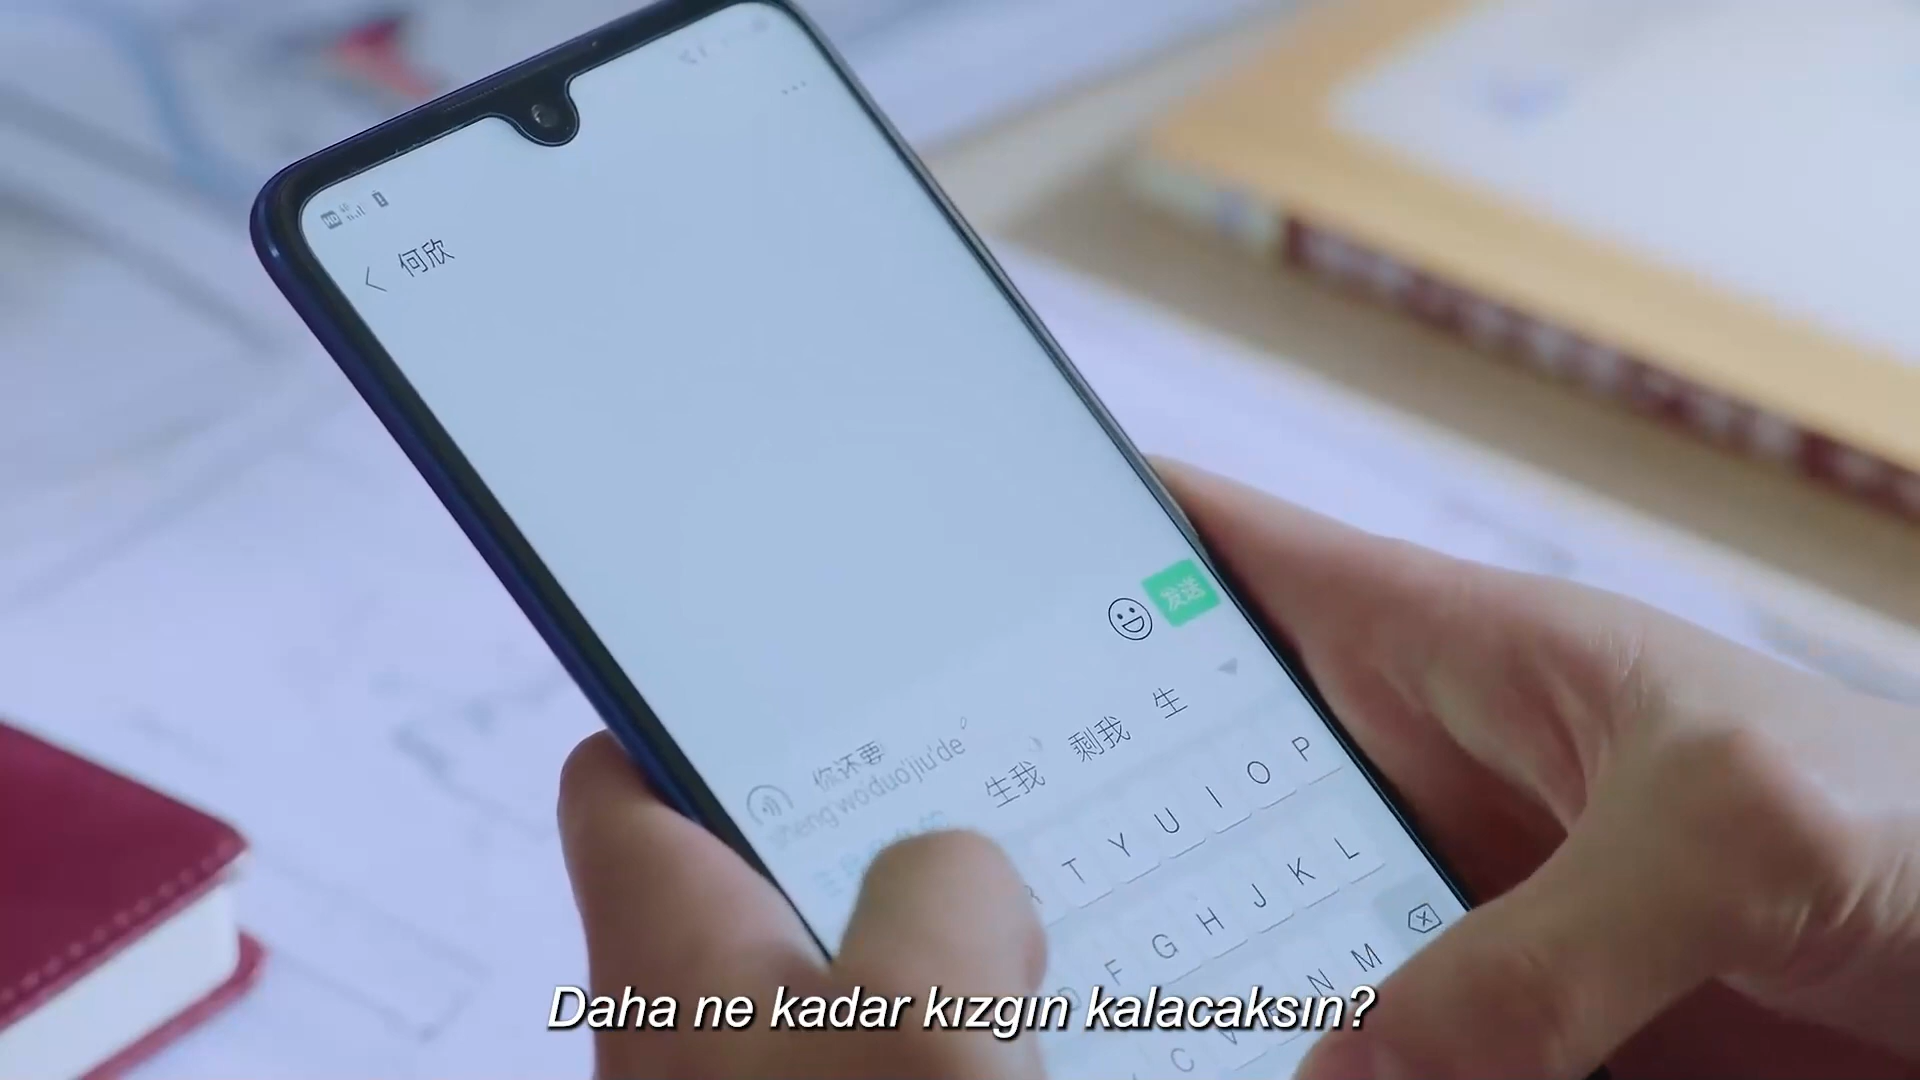 HD
何欣
发送
你还要
sheng'wo'duo'jiu'de
生我 剩我 生
T Y U I O P
F G H J K L
C V N M
Daha ne kadar kızgın kalacaksın?